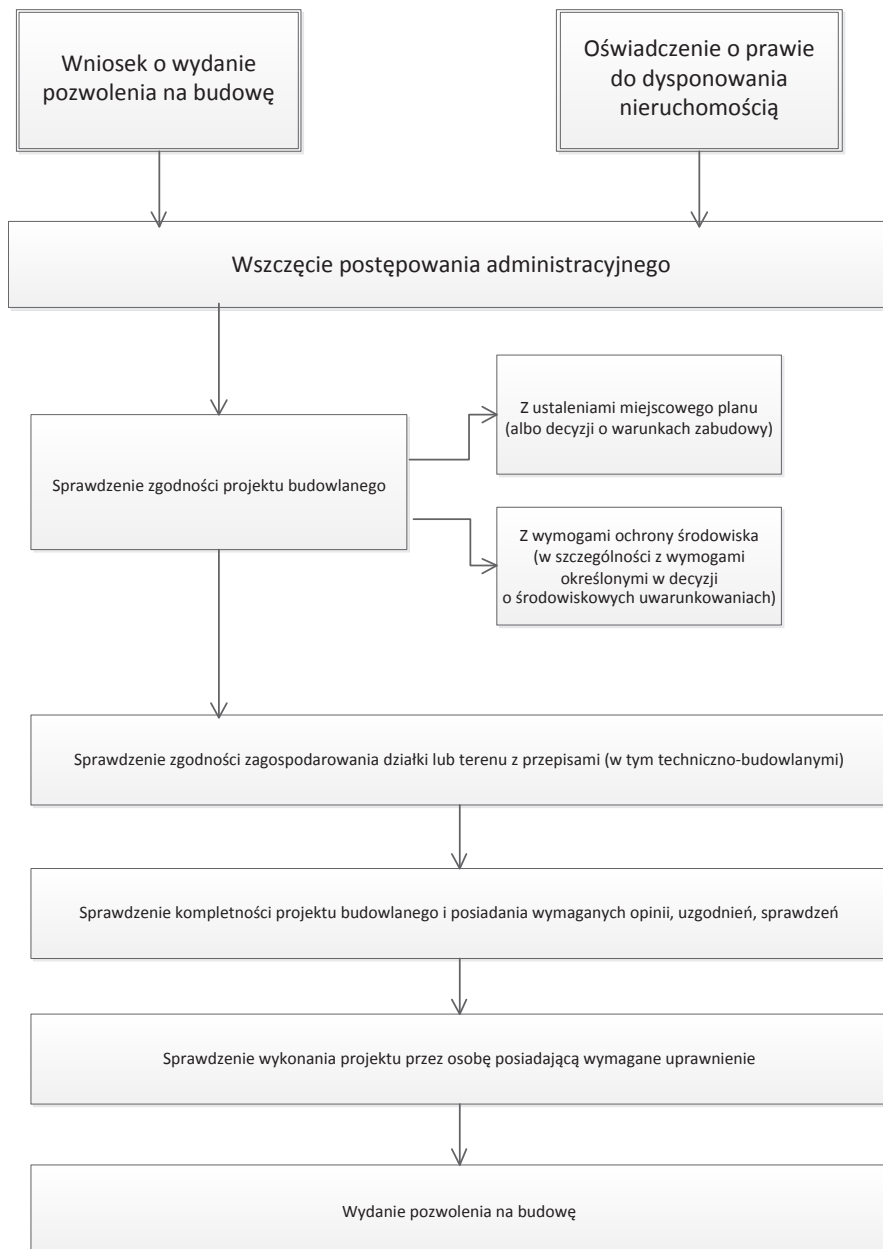 Wniosek o wydanie
pozwolenia na budowę
Oświadczenie o prawie
do dysponowania
nieruchomością
Wszczęcie postępowania administracyjnego
Z ustaleniami miejscowego planu
(albo decyzji o warunkach zabudowy)
Sprawdzenie zgodności projektu budowlanego
Z wymogami ochrony środowiska
(w szczególności z wymogami
określonymi w decyzji
o środowiskowych uwarunkowaniach)
Sprawdzenie zgodności zagospodarowania działki lub terenu z przepisami (w tym techniczno-budowlanymi)
Sprawdzenie kompletności projektu budowlanego i posiadania wymaganych opinii, uzgodnień, sprawdzeń
Sprawdzenie wykonania projektu przez osobę posiadającą wymagane uprawnienie
Wydanie pozwolenia na budowę